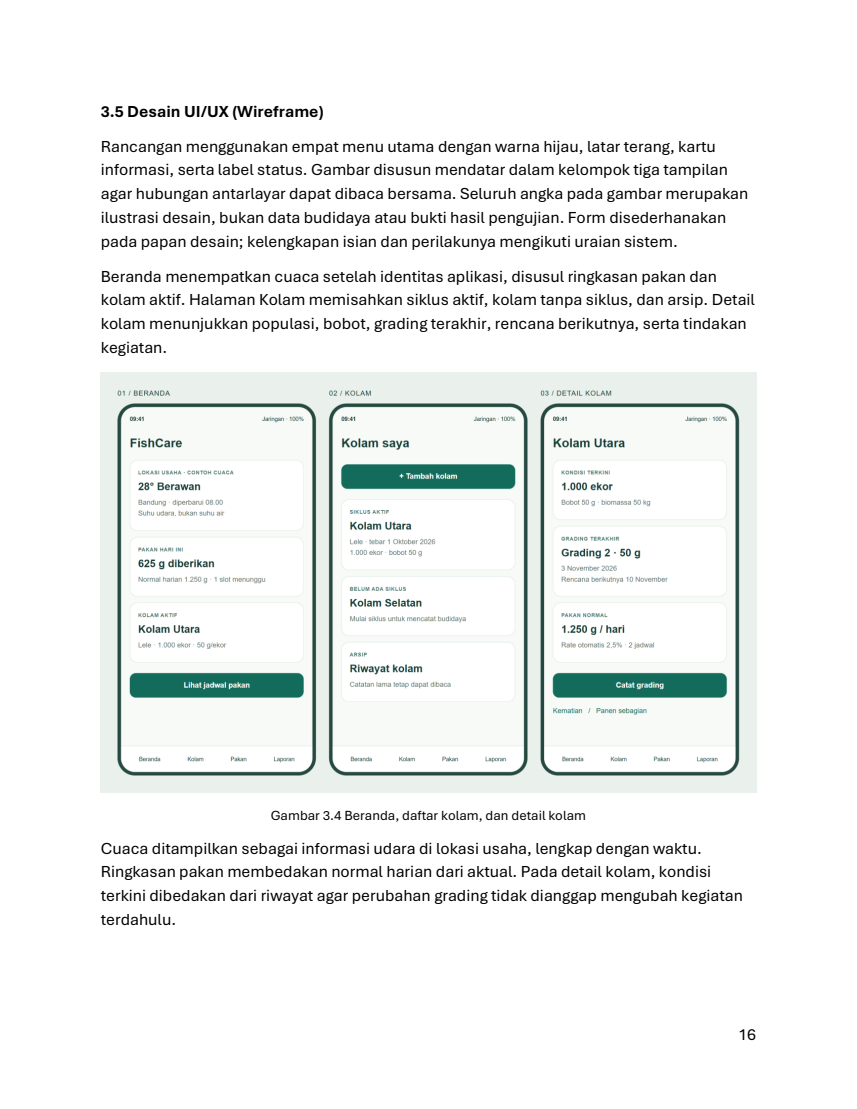 3.5 Desain UI/UX (Wireframe)
Rancangan menggunakan empat menu utama dengan warna hijau, latar terang, kartu
informasi, serta label status. Gambar disusun mendatar dalam kelompok tiga tampilan
agar hubungan antarlayar dapat dibaca bersama. Seluruh angka pada gambar merupakan
ilustrasi desain, bukan data budidaya atau bukti hasil pengujian. Form disederhanakan
pada papan desain; kelengkapan isian dan perilakunya mengikuti uraian sistem.
Beranda menempatkan cuaca setelah identitas aplikasi, disusul ringkasan pakan dan
kolam aktif. Halaman Kolam memisahkan siklus aktif, kolam tanpa siklus, dan arsip. Detail
kolam menunjukkan populasi, bobot, grading terakhir, rencana berikutnya, serta tindakan
kegiatan.
01 / BERANDA
09:41 Jaringan · 100%
FishCare
LOKASI USAHA · CONTOH CUACA
28° Berawan
Bandung · diperbarui 08.00
Suhu udara, bukan suhu air
PAKAN HARI INI
625 g diberikan
Normal harian 1.250 g · 1 slot menunggu
KOLAM AKTIF
Kolam Utara
Lele · 1.000 ekor · 50 g/ekor
Lihat jadwal pakan
Beranda Kolam Pakan Laporan
02 / KOLAM
09:41 Jaringan · 100%
Kolam saya
+ Tambah kolam
SIKLUS AKTIF
Kolam Utara
Lele · tebar 1 Oktober 2026
1.000 ekor · bobot 50 g
BELUM ADA SIKLUS
Kolam Selatan
Mulai siklus untuk mencatat budidaya
ARSIP
Riwayat kolam
Catatan lama tetap dapat dibaca
Beranda Kolam Pakan Laporan
03 / DETAIL KOLAM
09:41 Jaringan · 100%
Kolam Utara
KONDISI TERKINI
1.000 ekor
Bobot 50 g · biomassa 50 kg
GRADING TERAKHIR
Grading 2 · 50 g
3 November 2026
Rencana berikutnya 10 November
PAKAN NORMAL
1.250 g / hari
Rate otomatis 2,5% · 2 jadwal
Catat grading
Kematian / Panen sebagian
Beranda Kolam Pakan Laporan
Gambar 3.4 Beranda, daftar kolam, dan detail kolam
Cuaca ditampilkan sebagai informasi udara di lokasi usaha, lengkap dengan waktu.
Ringkasan pakan membedakan normal harian dari aktual. Pada detail kolam, kondisi
terkini dibedakan dari riwayat agar perubahan grading tidak dianggap mengubah kegiatan
terdahulu.
16